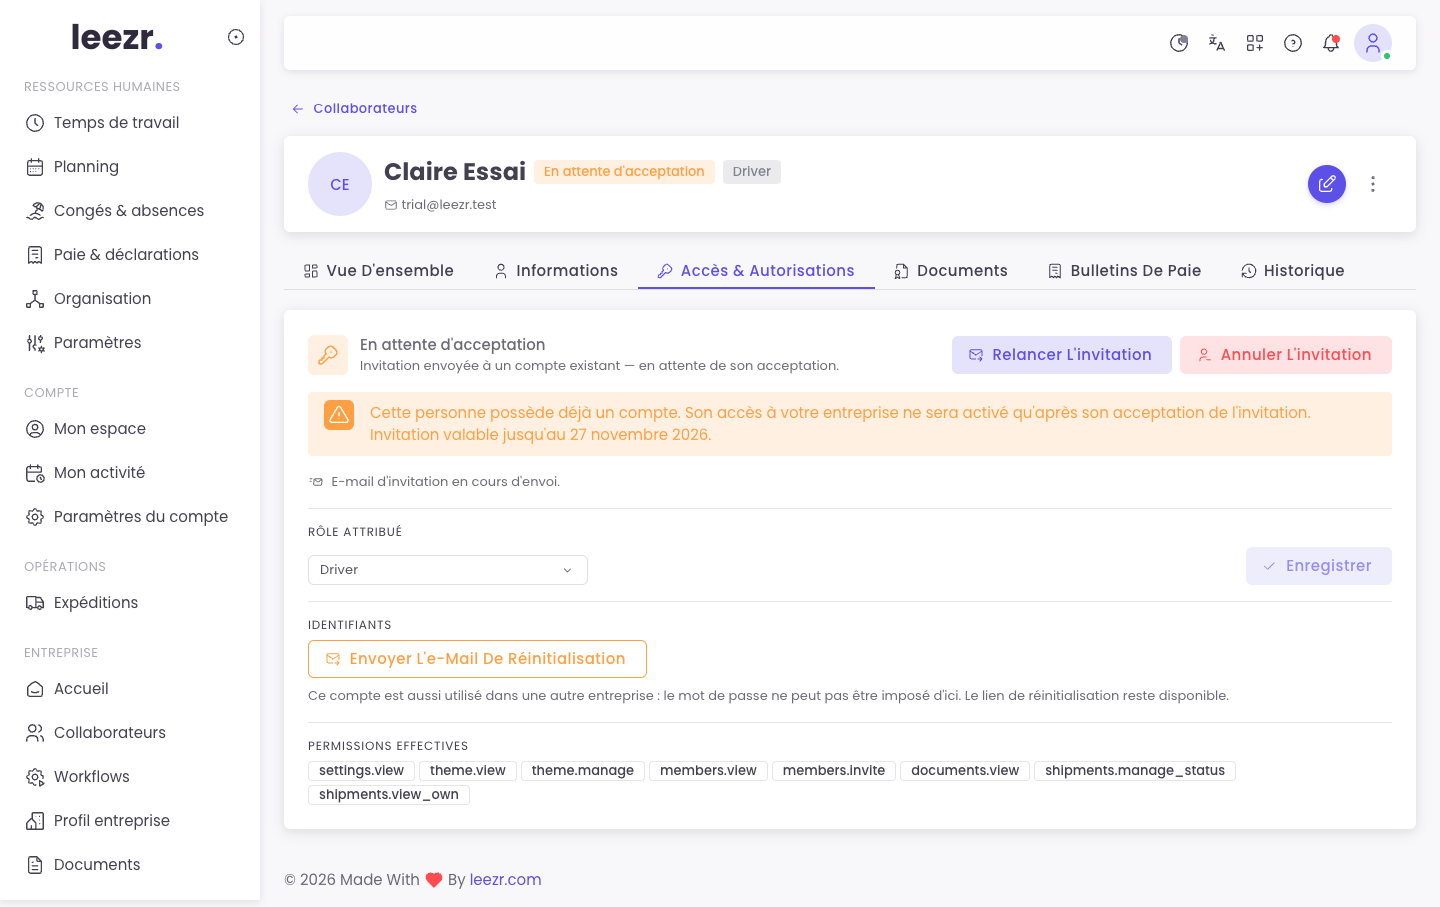 leezr.
RESSOURCES HUMAINES
Temps de travail
Planning
Congés & absences
Paie & déclarations
Organisation
Paramètres
COMPTE
Mon espace
Mon activité
Paramètres du compte
OPÉRATIONS
Expéditions
ENTREPRISE
Accueil
Collaborateurs
Workflows
Profil entreprise
Documents
Collaborateurs
CE
Claire Essai En attente d'acceptation Driver
trial@leezr.test
Vue D'ensemble Informations Accès & Autorisations Documents Bulletins De Paie Historique
En attente d'acceptation
Invitation envoyée à un compte existant — en attente de son acceptation.
Relancer L'invitation Annuler L'invitation
Cette personne possède déjà un compte. Son accès à votre entreprise ne sera activé qu'après son acceptation de l'invitation.
Invitation valable jusqu'au 27 novembre 2026.
E-mail d'invitation en cours d'envoi.
RÔLE ATTRIBUÉ
Driver
Enregistrer
IDENTIFIANTS
Envoyer L'e-Mail De Réinitialisation
Ce compte est aussi utilisé dans une autre entreprise : le mot de passe ne peut pas être imposé d'ici. Le lien de réinitialisation reste disponible.
PERMISSIONS EFFECTIVES
settings.view theme.view theme.manage members.view members.invite documents.view shipments.manage_status
shipments.view_own
© 2026 Made With By leezr.com